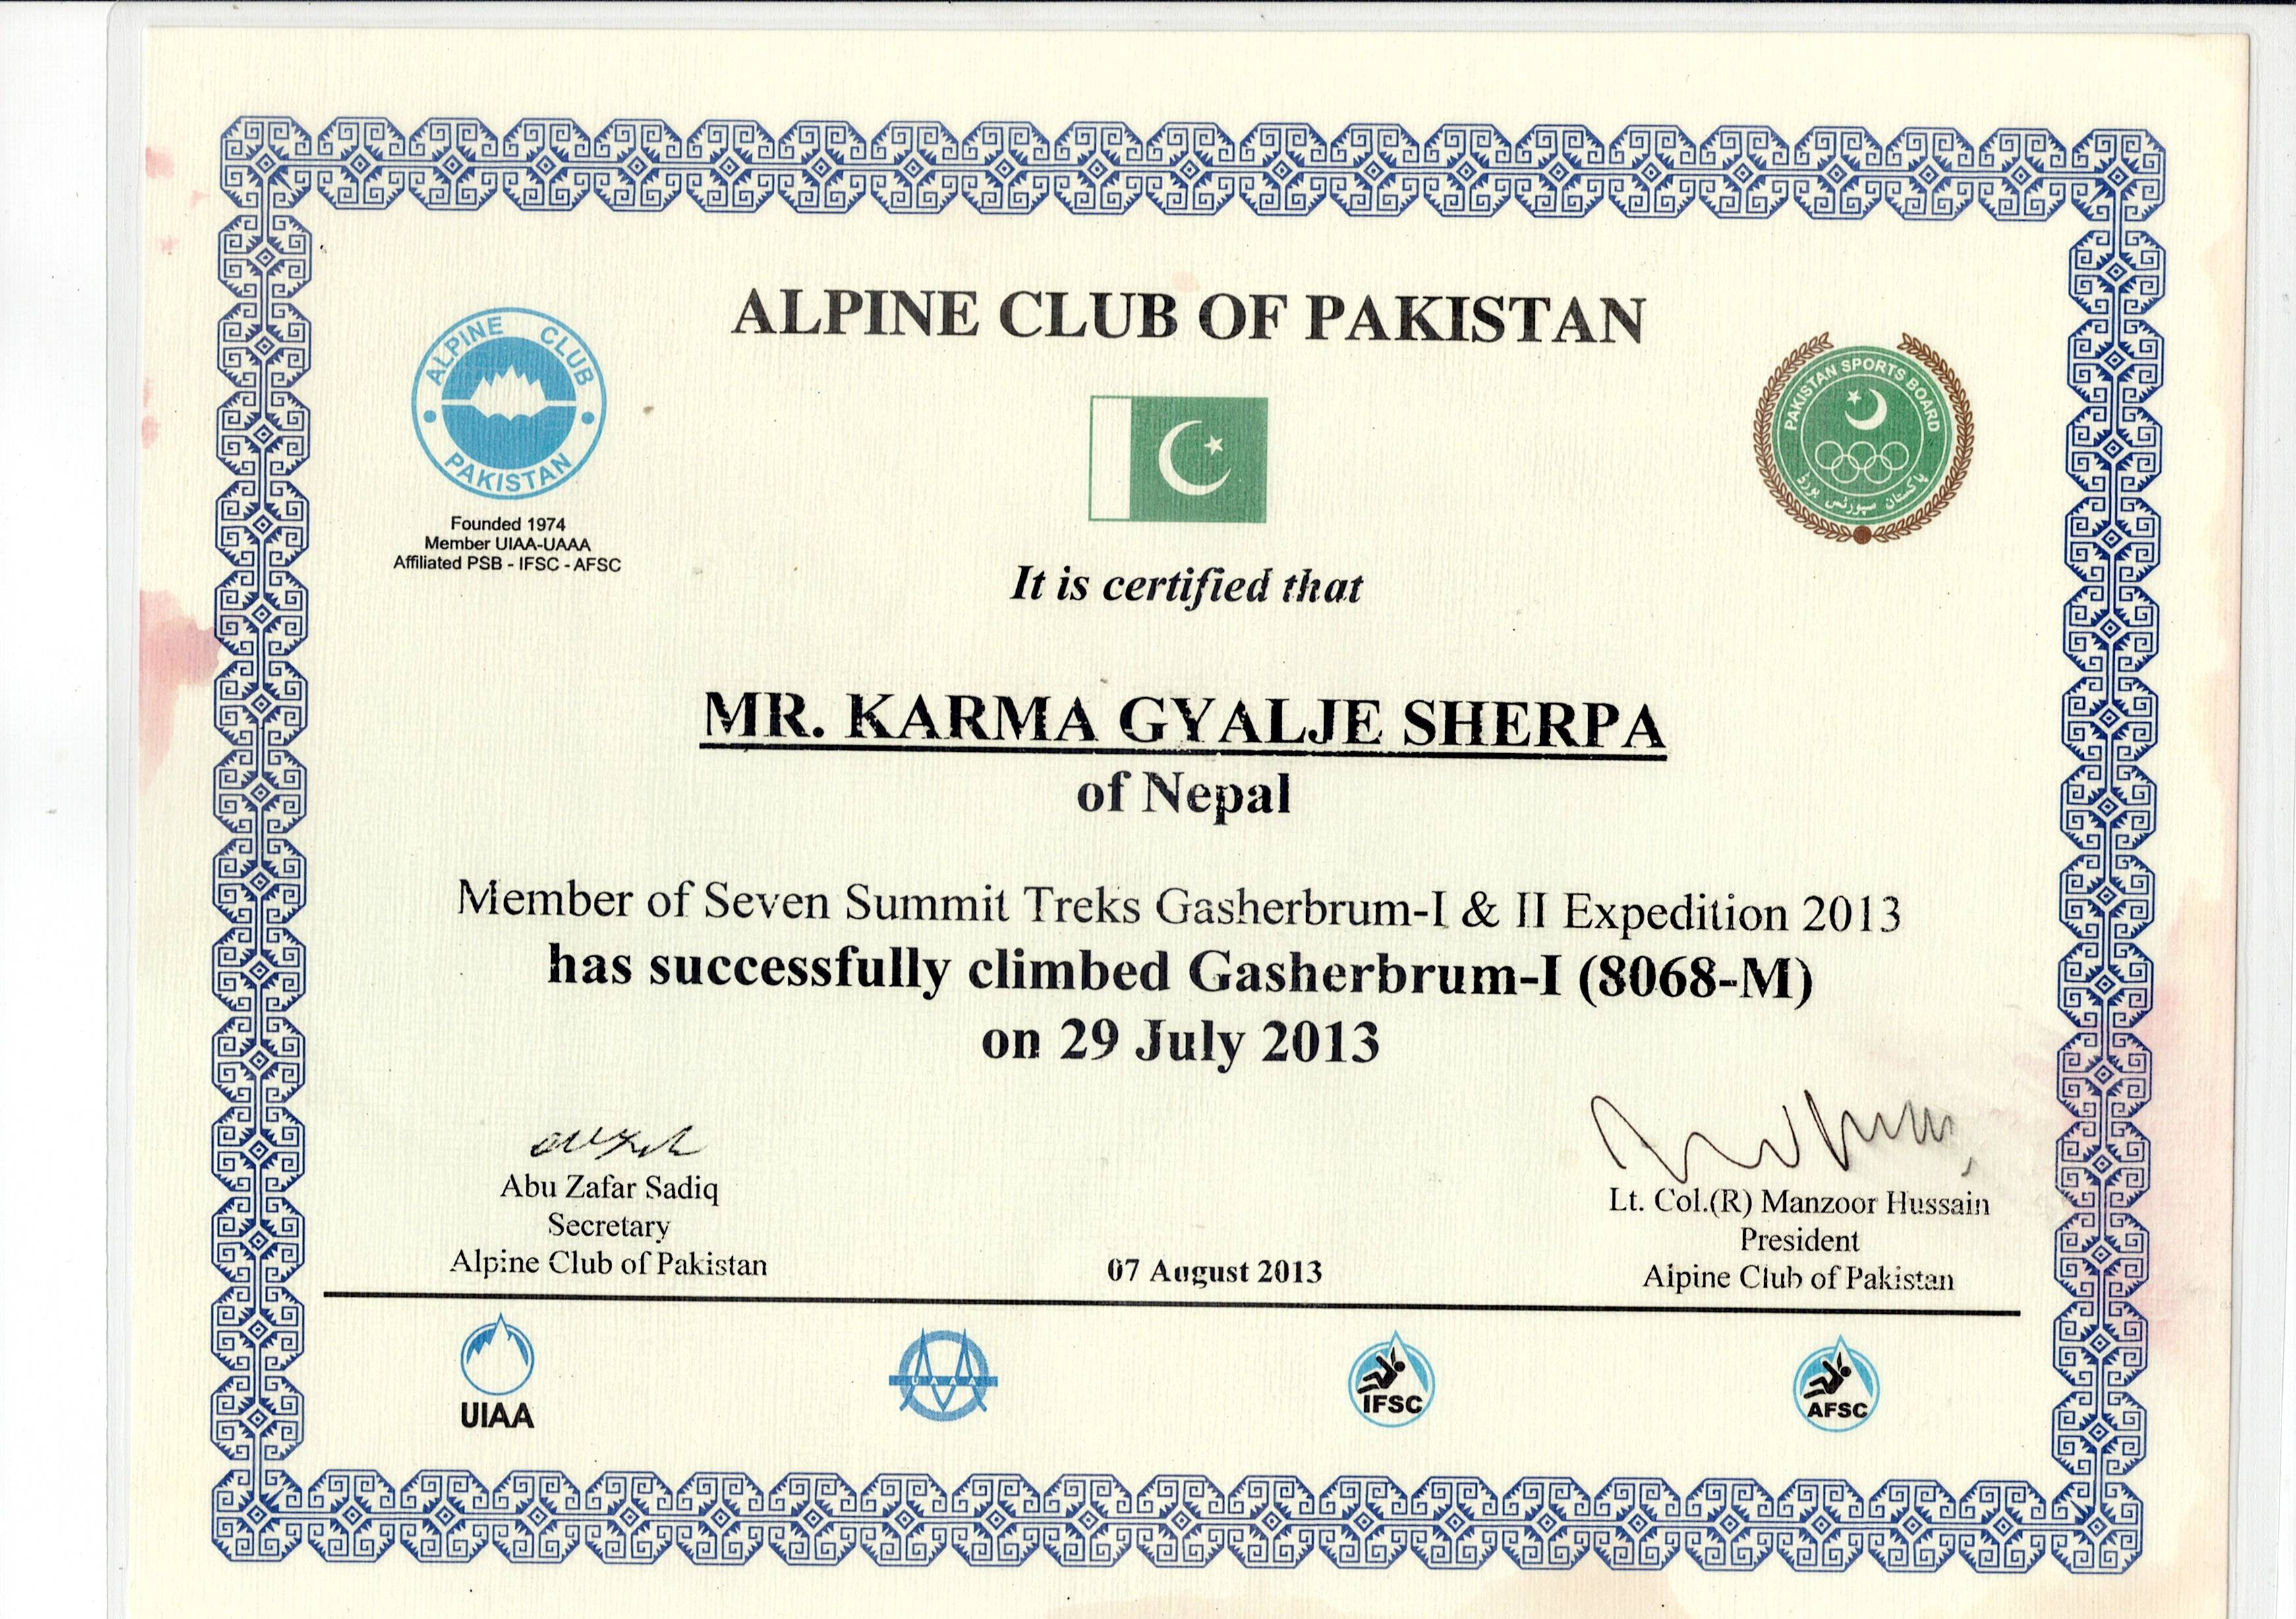 ALPINE CLUB OF PAKISTAN
ALPINE CLUB
PAKISTAN
Founded 1974
Member UIAA-UAAA
Affiliated PSB - IFSC - AFSC
PAKISTAN SPORTS BOARD
پاکستان سپورٹس بورڈ
It is certified that
MR. KARMA GYALJE SHERPA
of Nepal
Member of Seven Summit Treks Gasherbrum-I & II Expedition 2013
has successfully climbed Gasherbrum-I (8068-M)
on 29 July 2013
Abu Zafar Sadiq
Secretary
Alpine Club of Pakistan
07 August 2013
Lt. Col.(R) Manzoor Hussain
President
Alpine Club of Pakistan
UIAA
UAAA
IFSC
AFSC